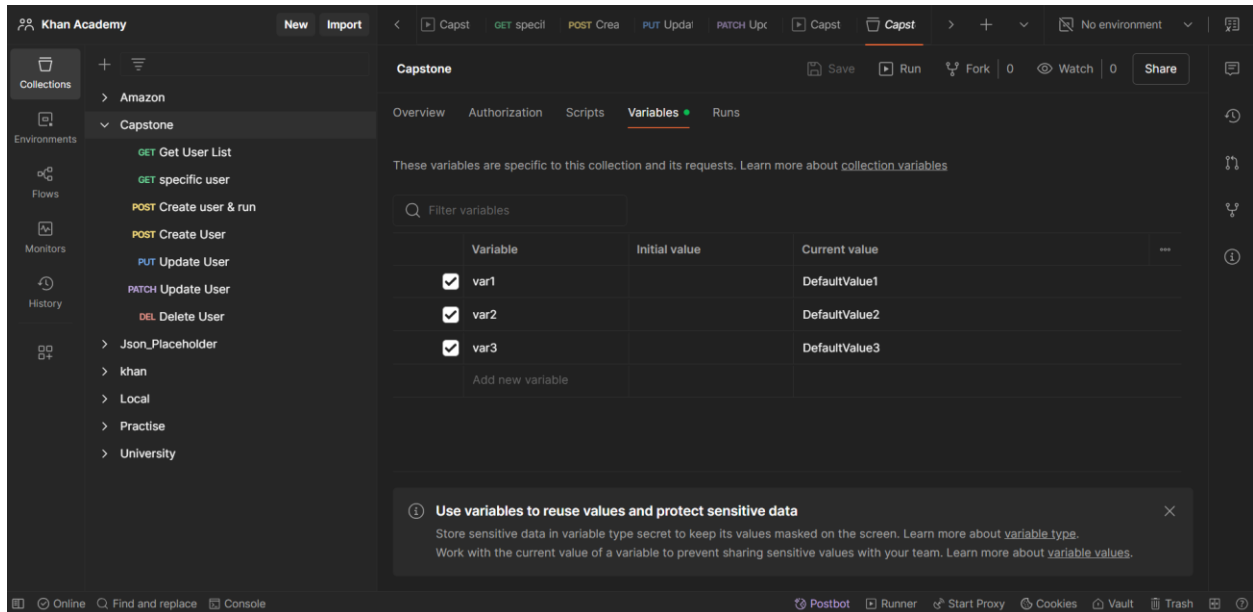 Khan Academy
New
Import
Capst
GET specif
POST Crea
PUT Updat
PATCH Upc
Capst
Capst
No environment
Collections
Environments
Flows
Monitors
History
Amazon
Capstone
GET Get User List
GET specific user
POST Create user & run
POST Create User
PUT Update User
PATCH Update User
DEL Delete User
Json_Placeholder
khan
Local
Practise
University
Capstone
Save
Run
Fork 0
Watch 0
Share
Overview
Authorization
Scripts
Variables
Runs
These variables are specific to this collection and its requests. Learn more about collection variables
Filter variables
Variable
Initial value
Current value
var1
DefaultValue1
var2
DefaultValue2
var3
DefaultValue3
Add new variable
Use variables to reuse values and protect sensitive data
Store sensitive data in variable type secret to keep its values masked on the screen. Learn more about variable type.
Work with the current value of a variable to prevent sharing sensitive values with your team. Learn more about variable values.
Online
Find and replace
Console
Postbot
Runner
Start Proxy
Cookies
Vault
Trash